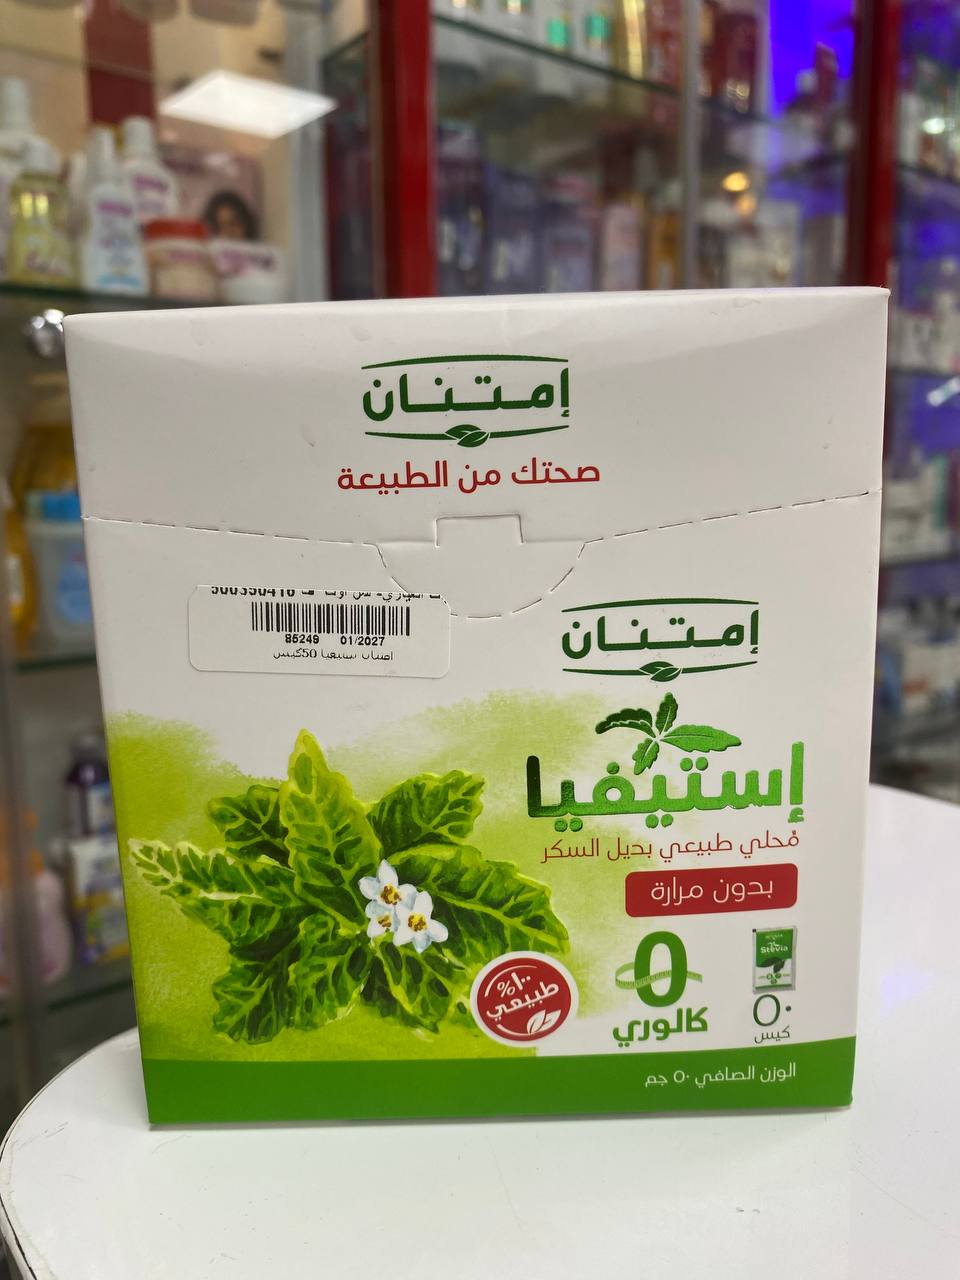 إمتنان
صحتك من الطبيعة
85249 01/2027
إمتنان
إستيفيا
مُحلي طبيعي بديل السكر
بدون مرارة
١٠٠%
طبيعي
0
كالوري
Stevia
٥٠
كيس
الوزن الصافي ٥٠ جم